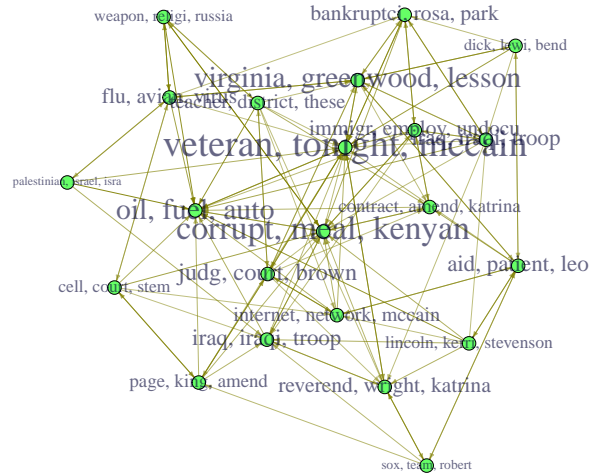 weapon, religi, russia
bankruptci, rosa, park
dick, lewi, bend
virginia, greenwood, lesson
flu, avian, virus
teacher, district, these
immigr, employ, undocu
iraq, iraqi, troop
veteran, tonight, mccain
palestinian, israel, isra
oil, fuel, auto
contract, amend, katrina
corrupt, moal, kenyan
judg, court, brown
aid, patient, leo
cell, court, stem
internet, network, mccain
iraq, iraqi, troop
lincoln, kerri, stevenson
page, king, amend
reverend, wright, katrina
sox, team, robert